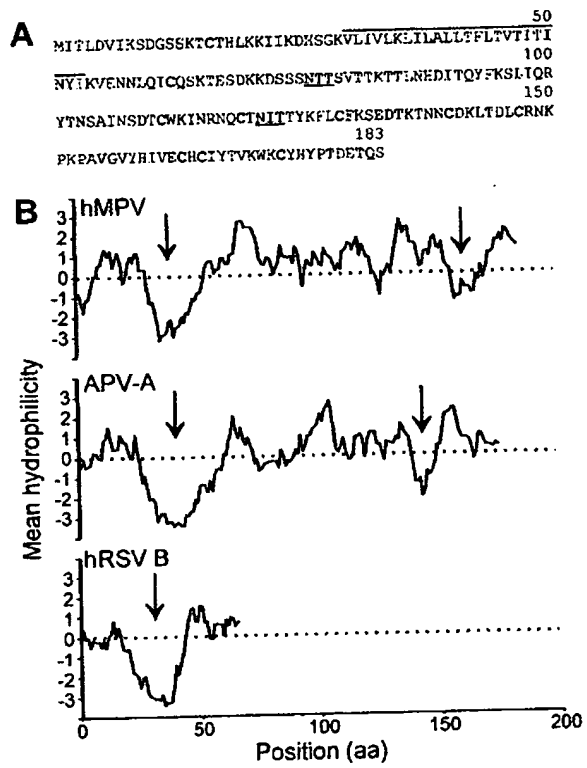 A
50
MITLDVIKSDGSSKTCTHLKKIIKDHSGKVLIVLKLILALLTFLTVTITI
100
NYIKVENNLQICQSKTESDKKDSSSNTTSVTTKTTLNHDITQYFKSLIQR
150
YTNSAINSDTCWKINRNQCTNITTYKFLCFKSEDTKTNNCDKLTDLCRNK
183
PKPAVGVYHIVECHCIYTVKWKCYHYPTDETQS
B
hMPV
3
2
1
0
-1
-2
-3
APV-A
3
2
1
0
-1
-2
-3
hRSV B
3
2
1
0
-1
-2
-3
Mean hydrophilicity
0 50 100 150 200
Position (aa)